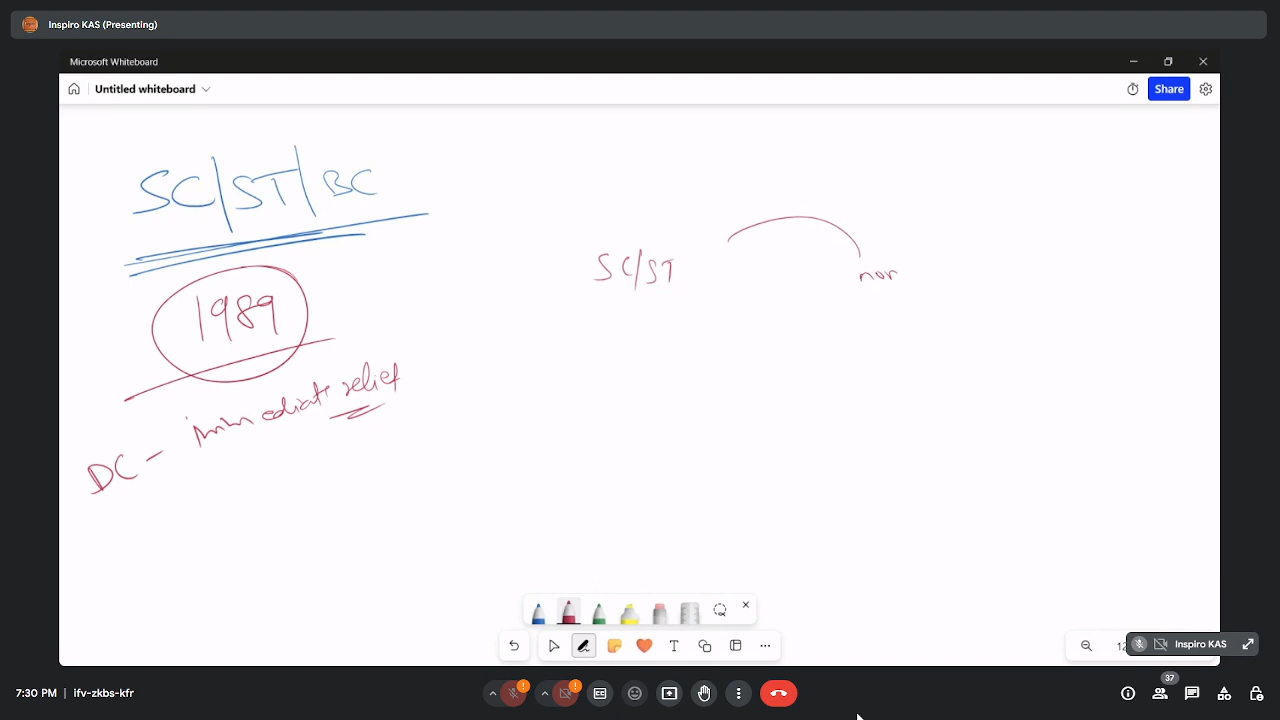 Inspiro KAS (Presenting)
Microsoft Whiteboard
Untitled whiteboard
Share
SC/ST/BC
1989
DC - immediate relief
SC/ST
nor
T
Inspiro KAS
7:30 PM | ifv-zkbs-kfr
37